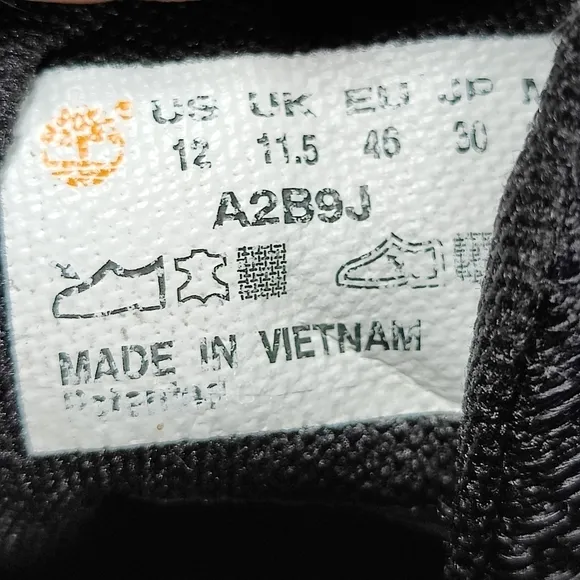 US UK EU JP
12 11.5 46 30
A2B9J
MADE IN VIETNAM